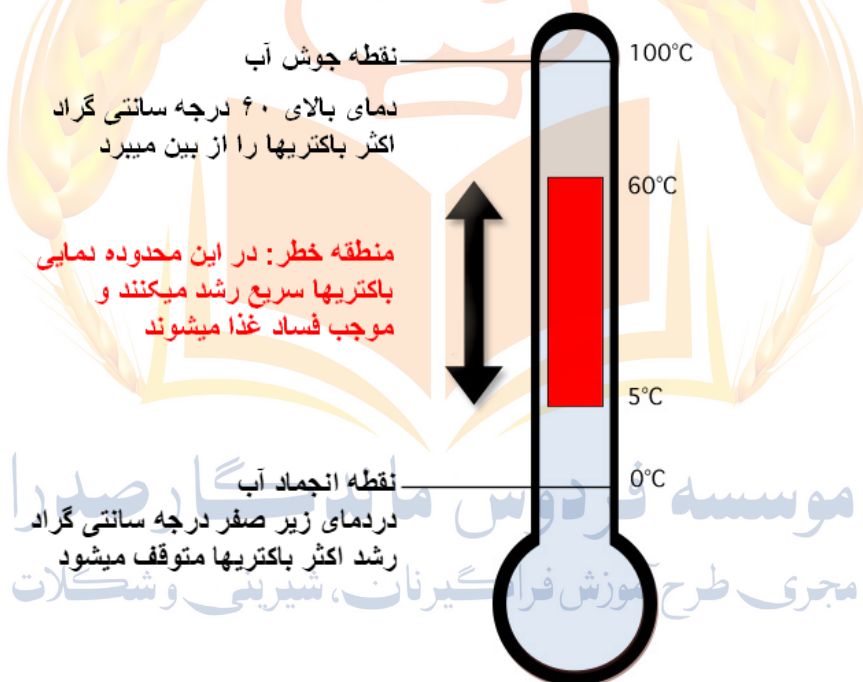 نقطه جوش آب
100°C
دمای بالای ۶۰ درجه سانتی گراد
اکثر باکتریها را از بین میبرد
60°C
منطقه خطر: در این محدوده دمایی
باکتریها سریع رشد میکنند و
موجب فساد غذا میشوند
5°C
نقطه انجماد آب
0°C
دردمای زیر صفر درجه سانتی گراد
رشد اکثر باکتریها متوقف میشود
موسسه فردوس ماندگار صدرا
مجری طرح آموزش فراگیر نان، شیرینی و شکلات